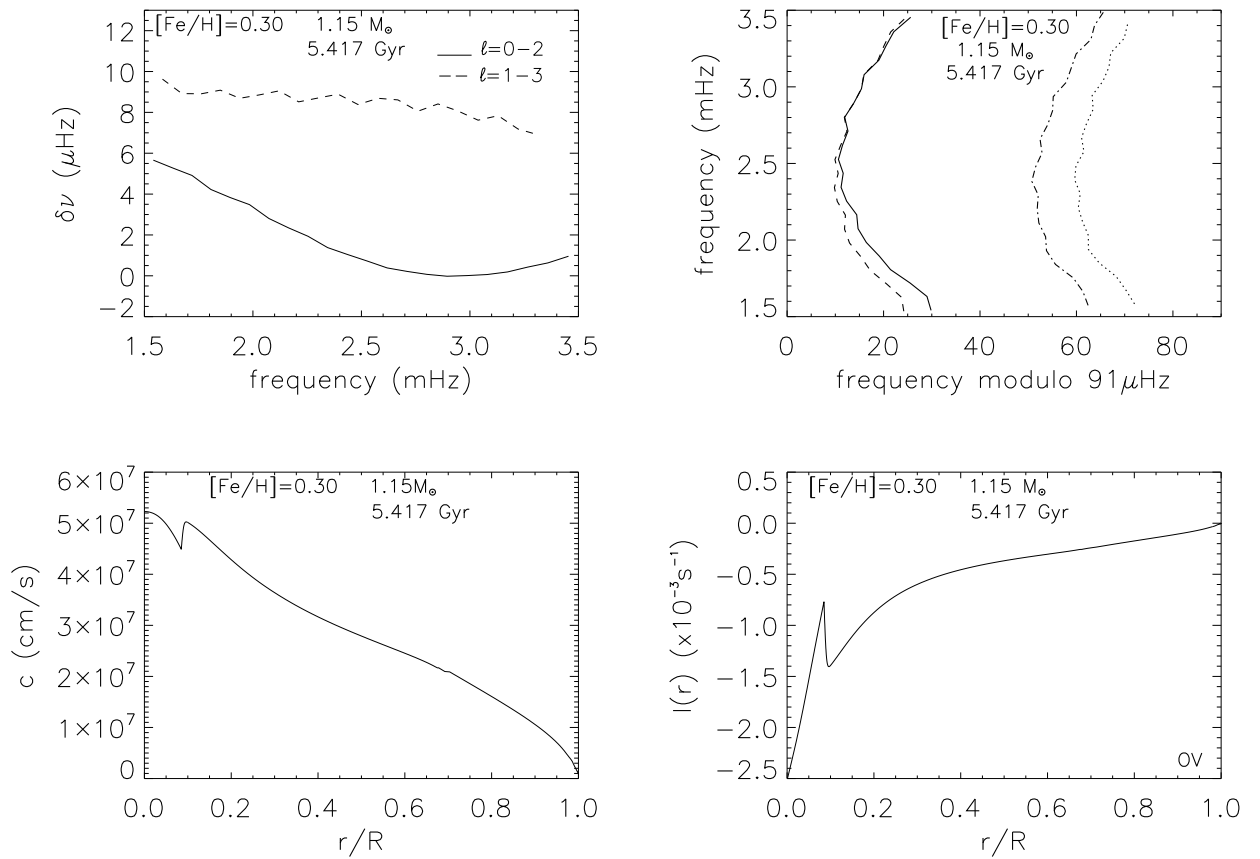 [Fe/H]=0.30 1.15 M⊙
5.417 Gyr
ℓ=0−2
ℓ=1−3
12
10
8
6
4
2
0
−2
δν (μHz)
1.5 2.0 2.5 3.0 3.5
frequency (mHz)
[Fe/H]=0.30
1.15 M⊙
5.417 Gyr
3.5
3.0
2.5
2.0
1.5
frequency (mHz)
0 20 40 60 80
frequency modulo 91μHz
[Fe/H]=0.30 1.15M⊙
5.417 Gyr
6×10⁷
5×10⁷
4×10⁷
3×10⁷
2×10⁷
1×10⁷
0
c (cm/s)
0.0 0.2 0.4 0.6 0.8 1.0
r/R
[Fe/H]=0.30 1.15 M⊙
5.417 Gyr
0.5
0.0
−0.5
−1.0
−1.5
−2.0
−2.5
I(r) (x10⁻³s⁻¹)
OV
0.0 0.2 0.4 0.6 0.8 1.0
r/R